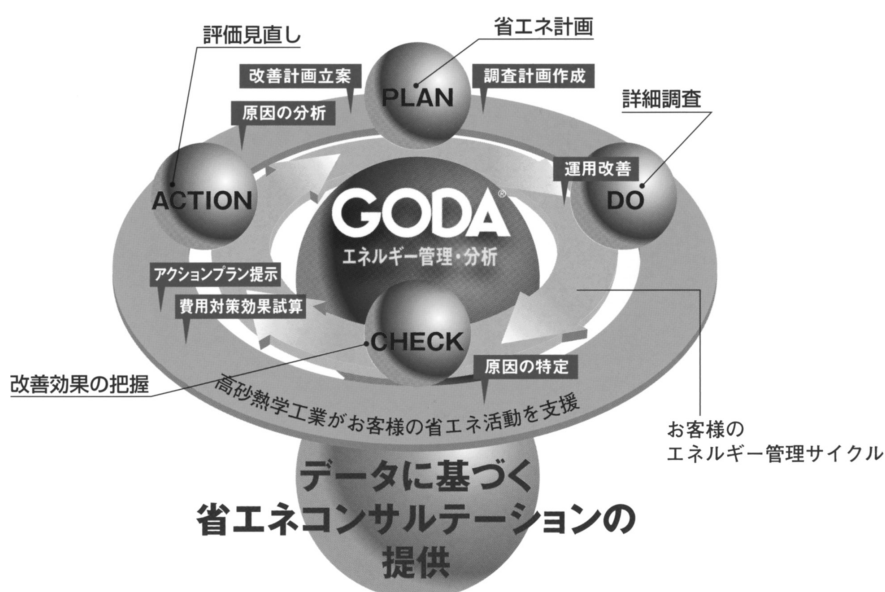 省エネ計画
評価見直し
改善計画立案
PLAN
調査計画作成
原因の分析
詳細調査
運用改善
ACTION
GODA®
DO
エネルギー管理・分析
アクションプラン提示
費用対策効果試算
CHECK
原因の特定
改善効果の把握
高砂熱学工業がお客様の省エネ活動を支援
お客様の
エネルギー管理サイクル
データに基づく
省エネコンサルテーションの
提供